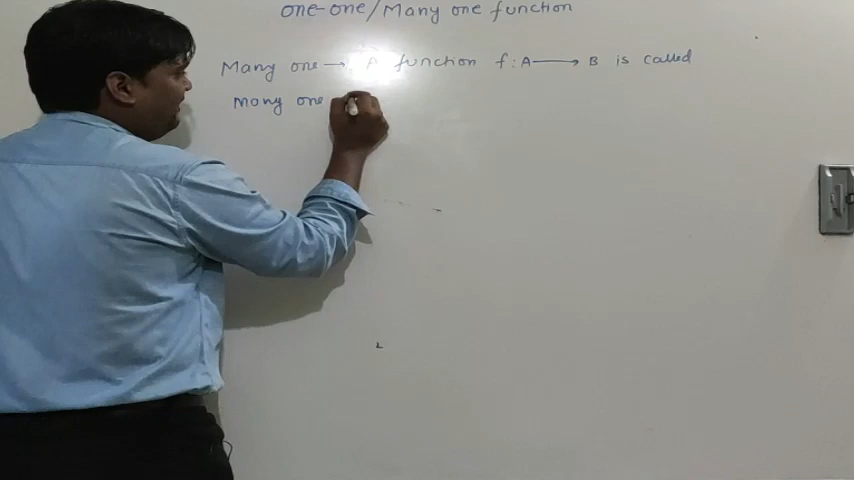 one-one/Many one function
Many one → A function f: A ⟶ B is called
Many one